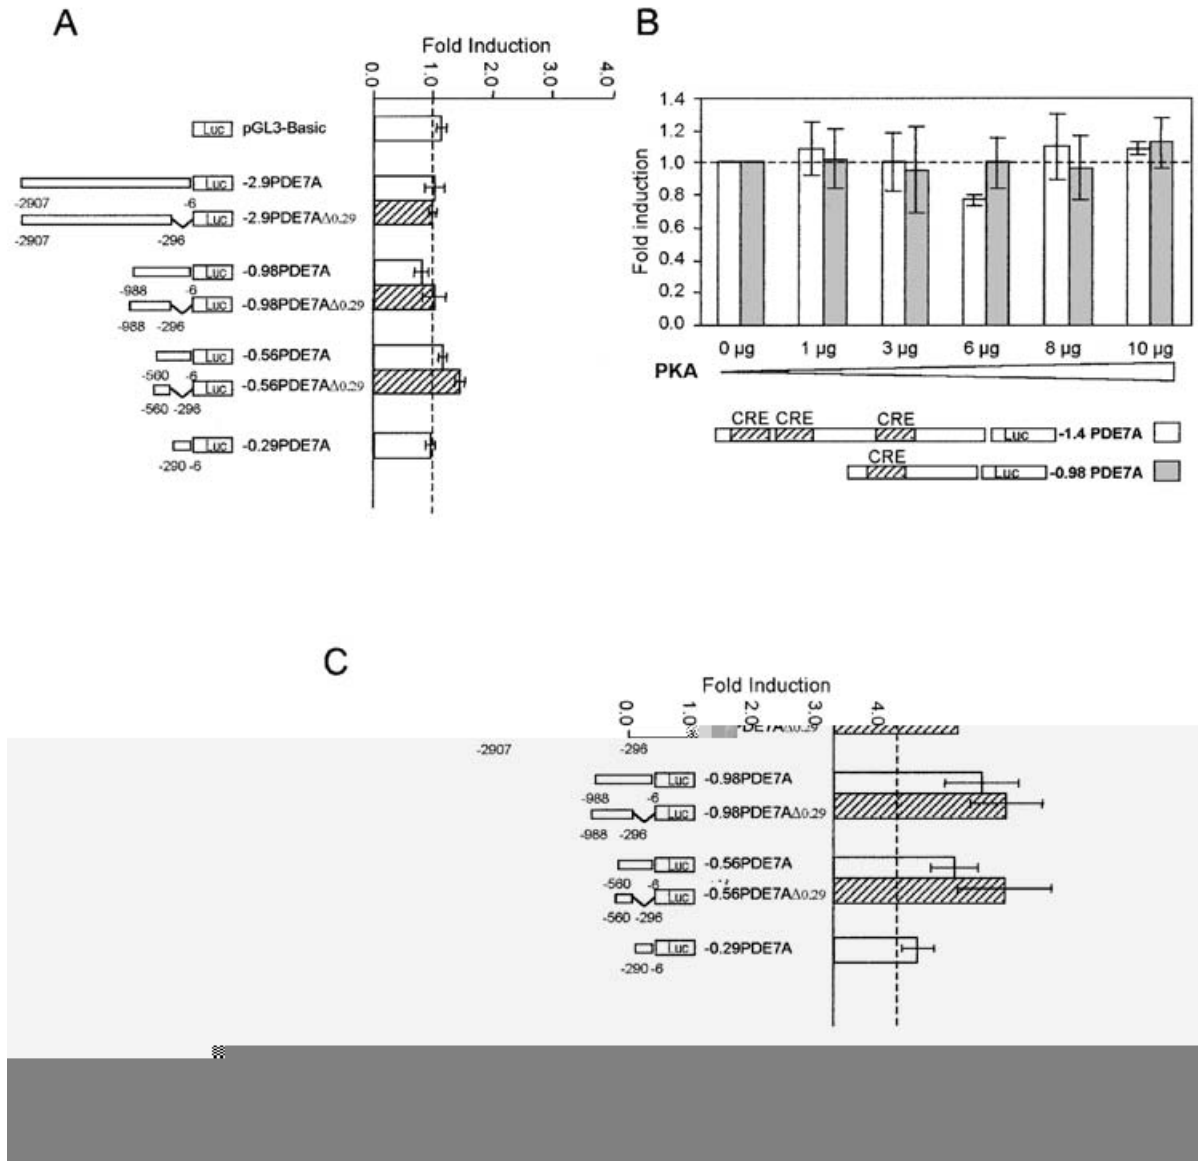 A
Fold Induction
0.0 1.0 2.0 3.0 4.0
Luc pGL3-Basic
Luc -2.9PDE7A
-2907 -6
Luc -2.9PDE7AΔ0.29
-2907 -296
Luc -0.98PDE7A
-988 -6
Luc -0.98PDE7AΔ0.29
-988 -296
Luc -0.56PDE7A
-560 -6
Luc -0.56PDE7AΔ0.29
-560 -296
Luc -0.29PDE7A
-290 -6
B
Fold induction
1.4
1.2
1.0
0.8
0.6
0.4
0.2
0.0
0 µg 1 µg 3 µg 6 µg 8 µg 10 µg
PKA
CRE CRE CRE
Luc -1.4 PDE7A
CRE
Luc -0.98 PDE7A
C
Fold Induction
0.0 1.0 2.0 3.0 4.0
-2907 -296
Luc -0.98PDE7A
-988 -6
Luc -0.98PDE7AΔ0.29
-988 -296
Luc -0.56PDE7A
-560 -6
Luc -0.56PDE7AΔ0.29
-560 -296
Luc -0.29PDE7A
-290 -6